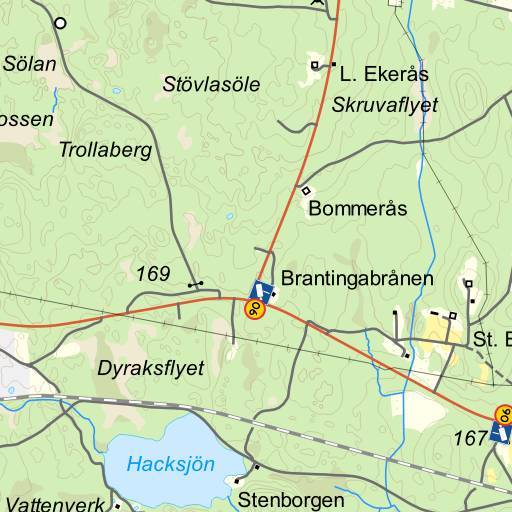 Sölan
Stövlasöle
L. Ekerås
Skruvaflyet
ossen
Trollaberg
Bommerås
169
Brantingabrånen
90
St. E
Dyraksflyet
90
167
Hacksjön
Vattenverk
Stenborgen